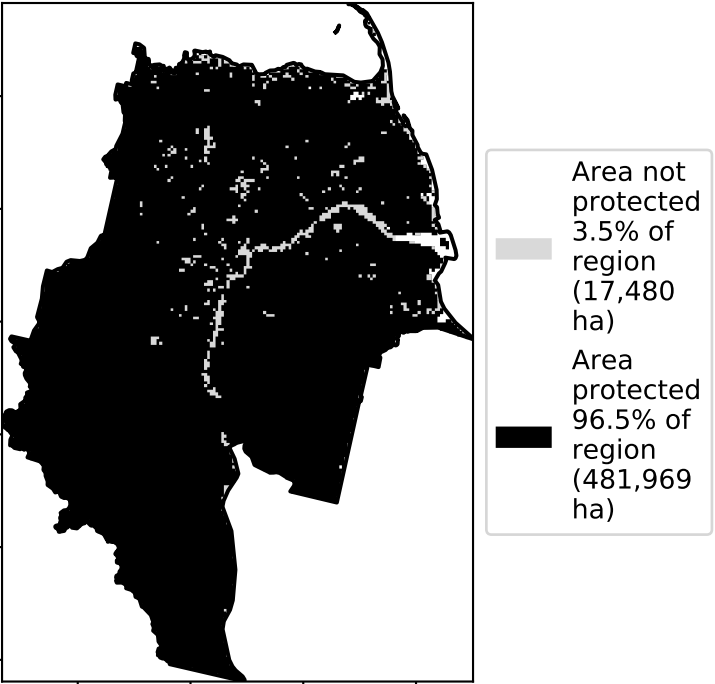 Area not
protected
3.5% of
region
(17,480
ha)
Area
protected
96.5% of
region
(481,969
ha)